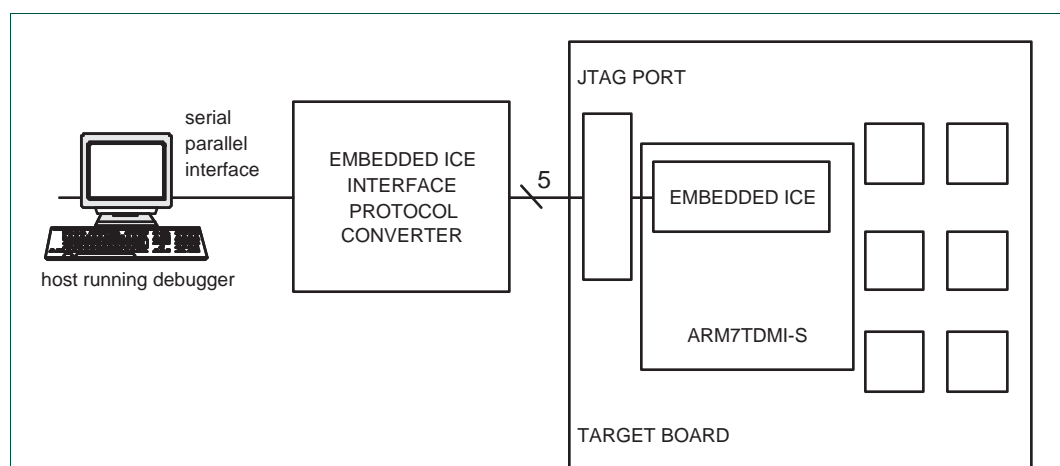 serial
parallel
interface
host running debugger
EMBEDDED ICE
INTERFACE
PROTOCOL
CONVERTER
5
JTAG PORT
EMBEDDED ICE
ARM7TDMI-S
TARGET BOARD